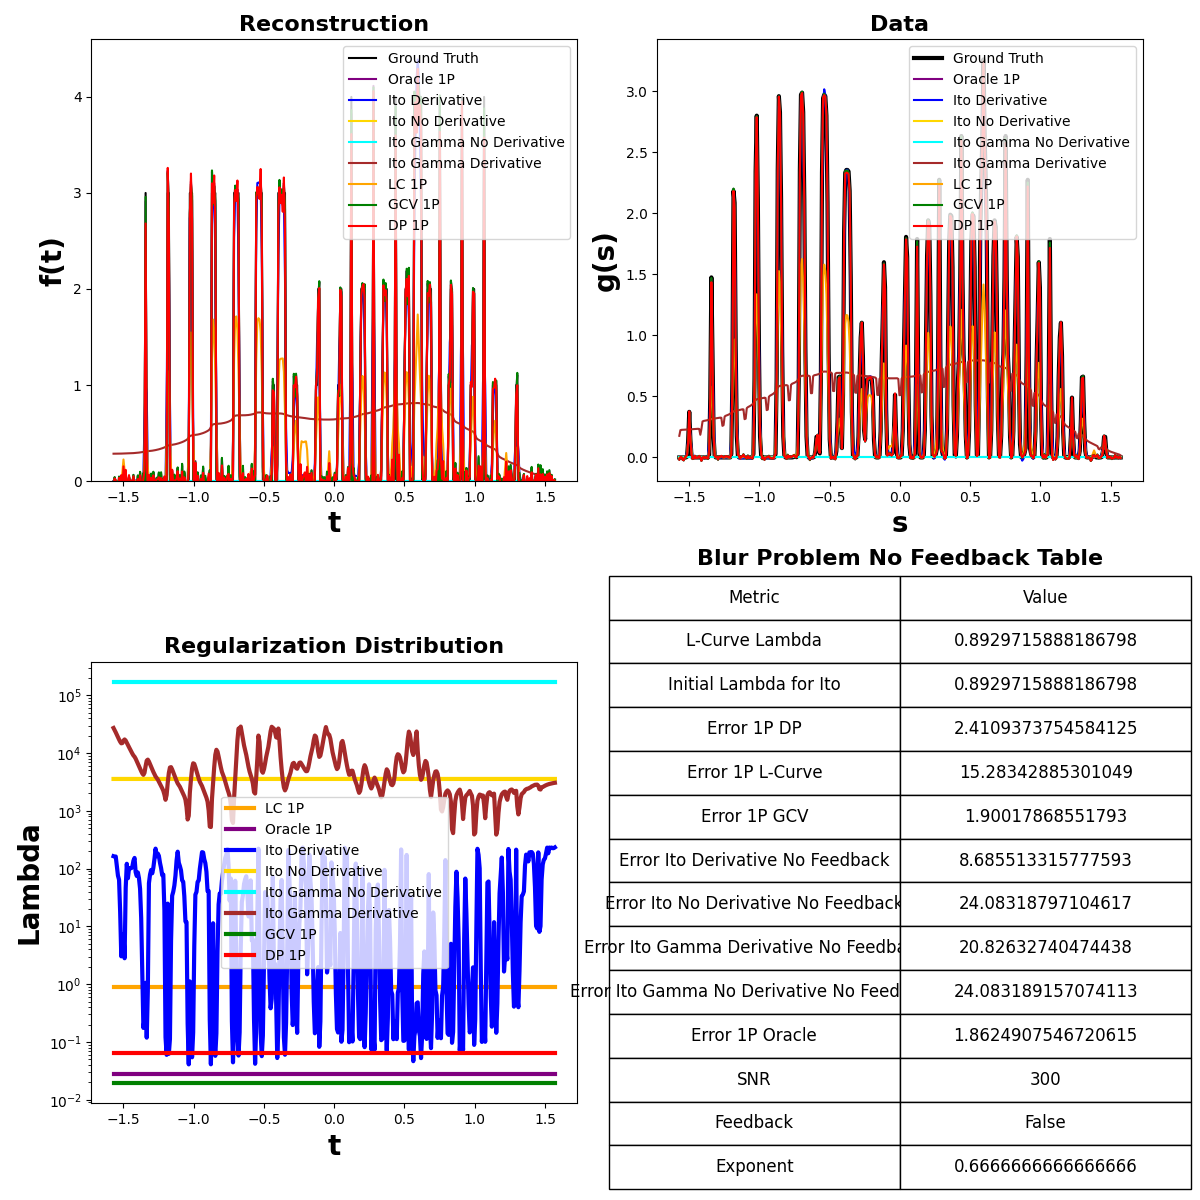 Reconstruction
f(t)
4
3
2
1
0
−1.5 −1.0 −0.5 0.0 0.5 1.0 1.5
t
Ground Truth
Oracle 1P
Ito Derivative
Ito No Derivative
Ito Gamma No Derivative
Ito Gamma Derivative
LC 1P
GCV 1P
DP 1P
Data
g(s)
3.0
2.5
2.0
1.5
1.0
0.5
0.0
−1.5 −1.0 −0.5 0.0 0.5 1.0 1.5
s
Ground Truth
Oracle 1P
Ito Derivative
Ito No Derivative
Ito Gamma No Derivative
Ito Gamma Derivative
LC 1P
GCV 1P
DP 1P
Regularization Distribution
Lambda
10^5
10^4
10^3
10^2
10^1
10^0
10^−1
10^−2
−1.5 −1.0 −0.5 0.0 0.5 1.0 1.5
t
LC 1P
Oracle 1P
Ito Derivative
Ito No Derivative
Ito Gamma No Derivative
Ito Gamma Derivative
GCV 1P
DP 1P
Blur Problem No Feedback Table
Metric Value
L-Curve Lambda 0.8929715888186798
Initial Lambda for Ito 0.8929715888186798
Error 1P DP 2.4109373754584125
Error 1P L-Curve 15.28342885301049
Error 1P GCV 1.90017868551793
Error Ito Derivative No Feedback 8.685513315777593
Error Ito No Derivative No Feedback 24.08318797104617
Error Ito Gamma Derivative No Feedba 20.82632740474438
Error Ito Gamma No Derivative No Feed 24.083189157074113
Error 1P Oracle 1.8624907546720615
SNR 300
Feedback False
Exponent 0.6666666666666666